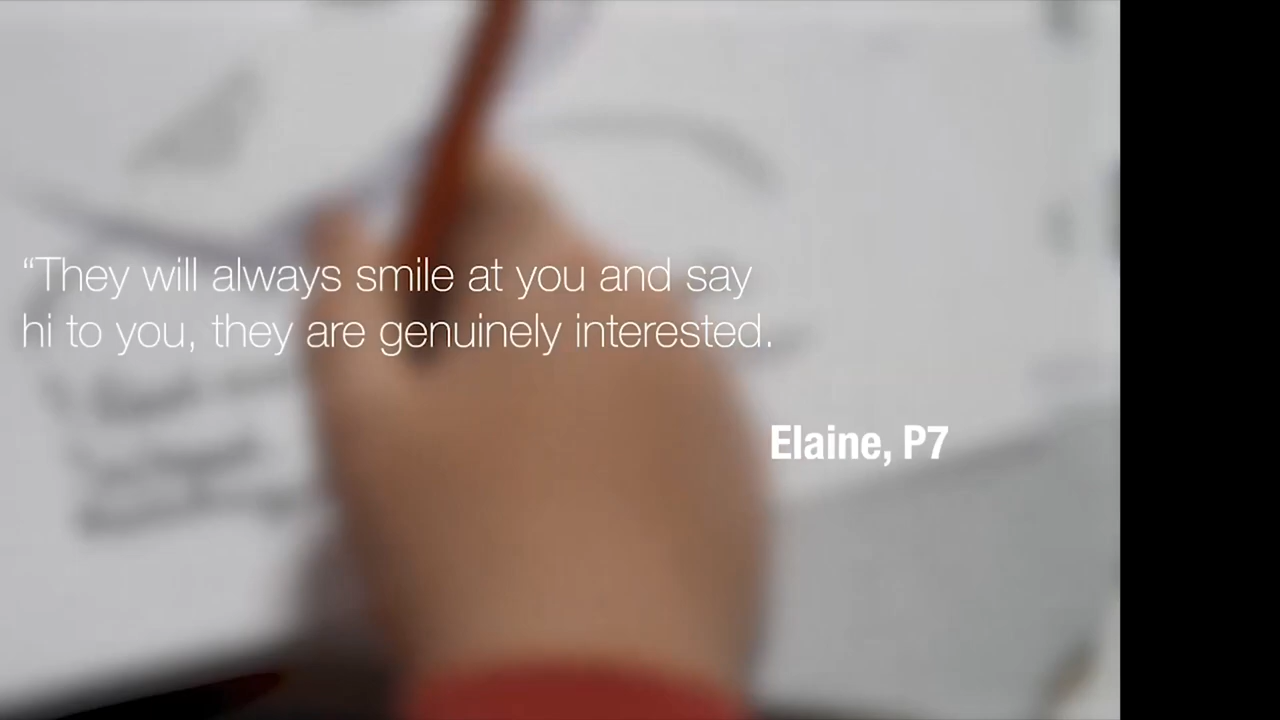 “They will always smile at you and say
hi to you, they are genuinely interested.
Elaine, P7